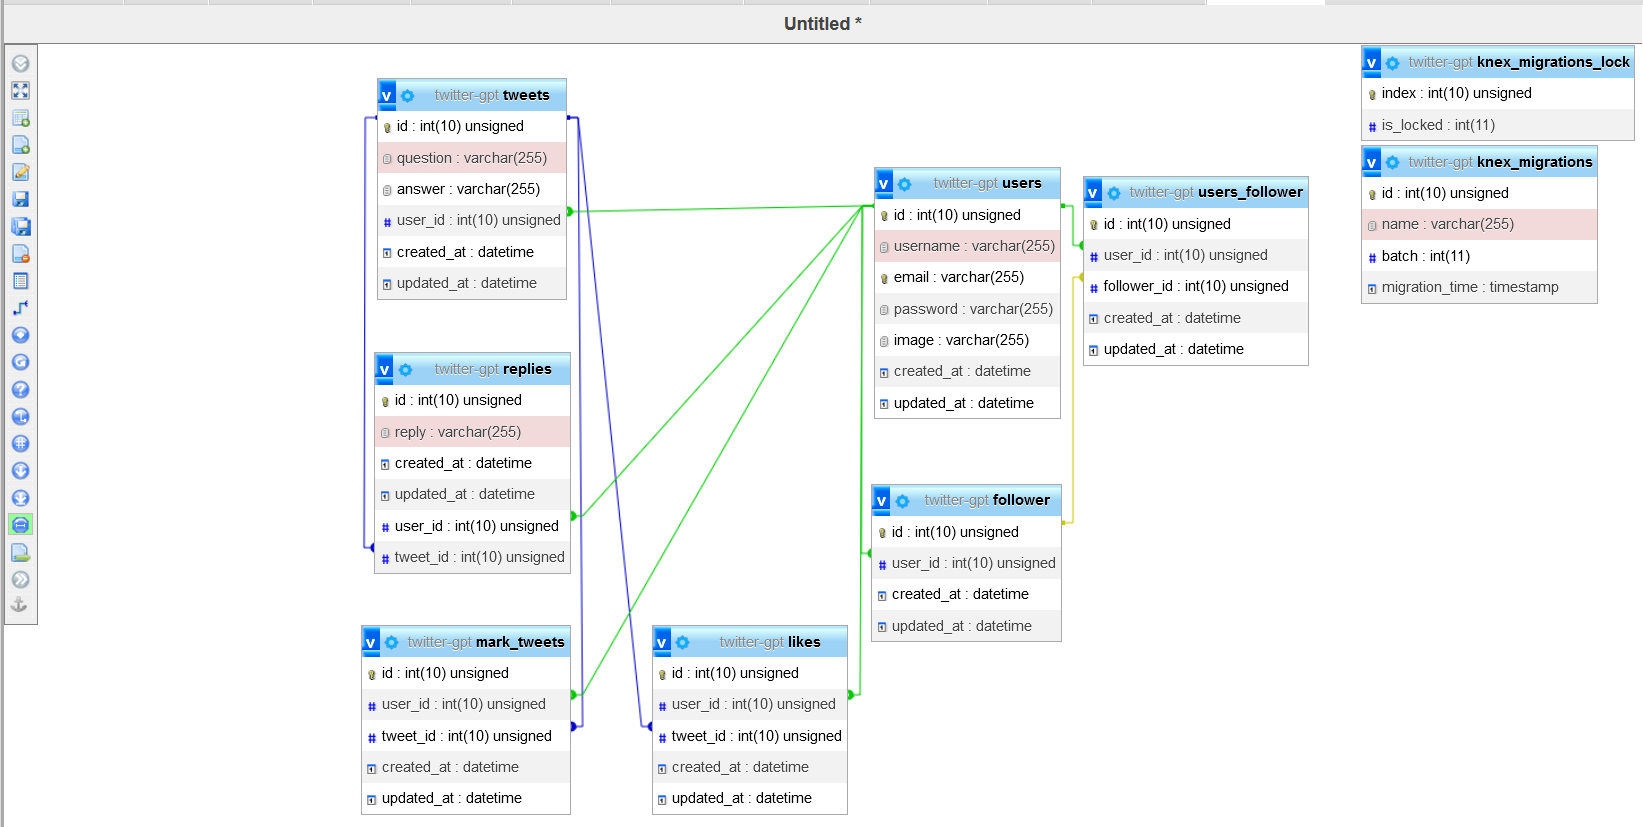 Untitled *
twitter-gpt tweets
id : int(10) unsigned
question : varchar(255)
answer : varchar(255)
user_id : int(10) unsigned
created_at : datetime
updated_at : datetime
twitter-gpt replies
id : int(10) unsigned
reply : varchar(255)
created_at : datetime
updated_at : datetime
user_id : int(10) unsigned
tweet_id : int(10) unsigned
twitter-gpt mark_tweets
id : int(10) unsigned
user_id : int(10) unsigned
tweet_id : int(10) unsigned
created_at : datetime
updated_at : datetime
twitter-gpt likes
id : int(10) unsigned
user_id : int(10) unsigned
tweet_id : int(10) unsigned
created_at : datetime
updated_at : datetime
twitter-gpt users
id : int(10) unsigned
username : varchar(255)
email : varchar(255)
password : varchar(255)
image : varchar(255)
created_at : datetime
updated_at : datetime
twitter-gpt follower
id : int(10) unsigned
user_id : int(10) unsigned
created_at : datetime
updated_at : datetime
twitter-gpt users_follower
id : int(10) unsigned
user_id : int(10) unsigned
follower_id : int(10) unsigned
created_at : datetime
updated_at : datetime
twitter-gpt knex_migrations_lock
index : int(10) unsigned
is_locked : int(11)
twitter-gpt knex_migrations
id : int(10) unsigned
name : varchar(255)
batch : int(11)
migration_time : timestamp